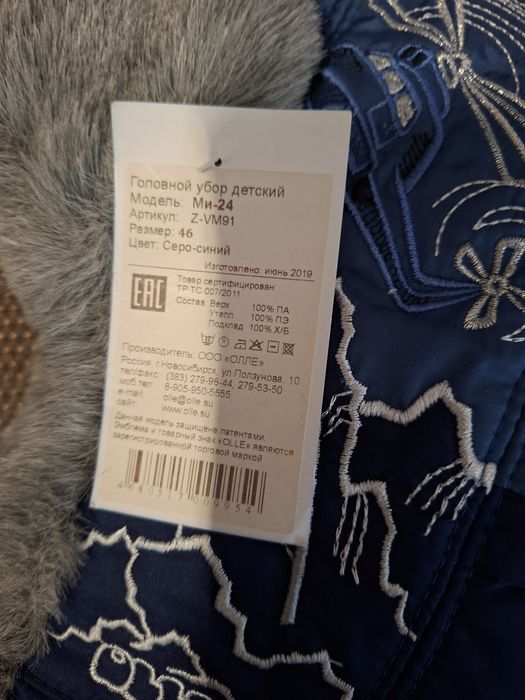 Головной убор детский
Модель: Ми-24
Артикул: Z-VM91
Размер: 46
Цвет: Серо-синий
Изготовлено: июнь 2019
EAC
Товар сертифицирован
ТР ТС 007/2011
Состав: Верх 100% ПА
Утепл. 100% ПЭ
Подклад 100% Х/Б
Производитель: ООО «ОЛЛЕ»
Россия, г.Новосибирск, ул.Ползунова, 10
тел/факс: (383) 279-96-44, 279-53-50
моб.тел. 8-905-950-5555
e-mail: olle@olle.su
сайт: www.olle.su
Данная модель защищена патентами
Эмблема и товарный знак «OLLE» являются
зарегистрированной торговой маркой
4680517009954